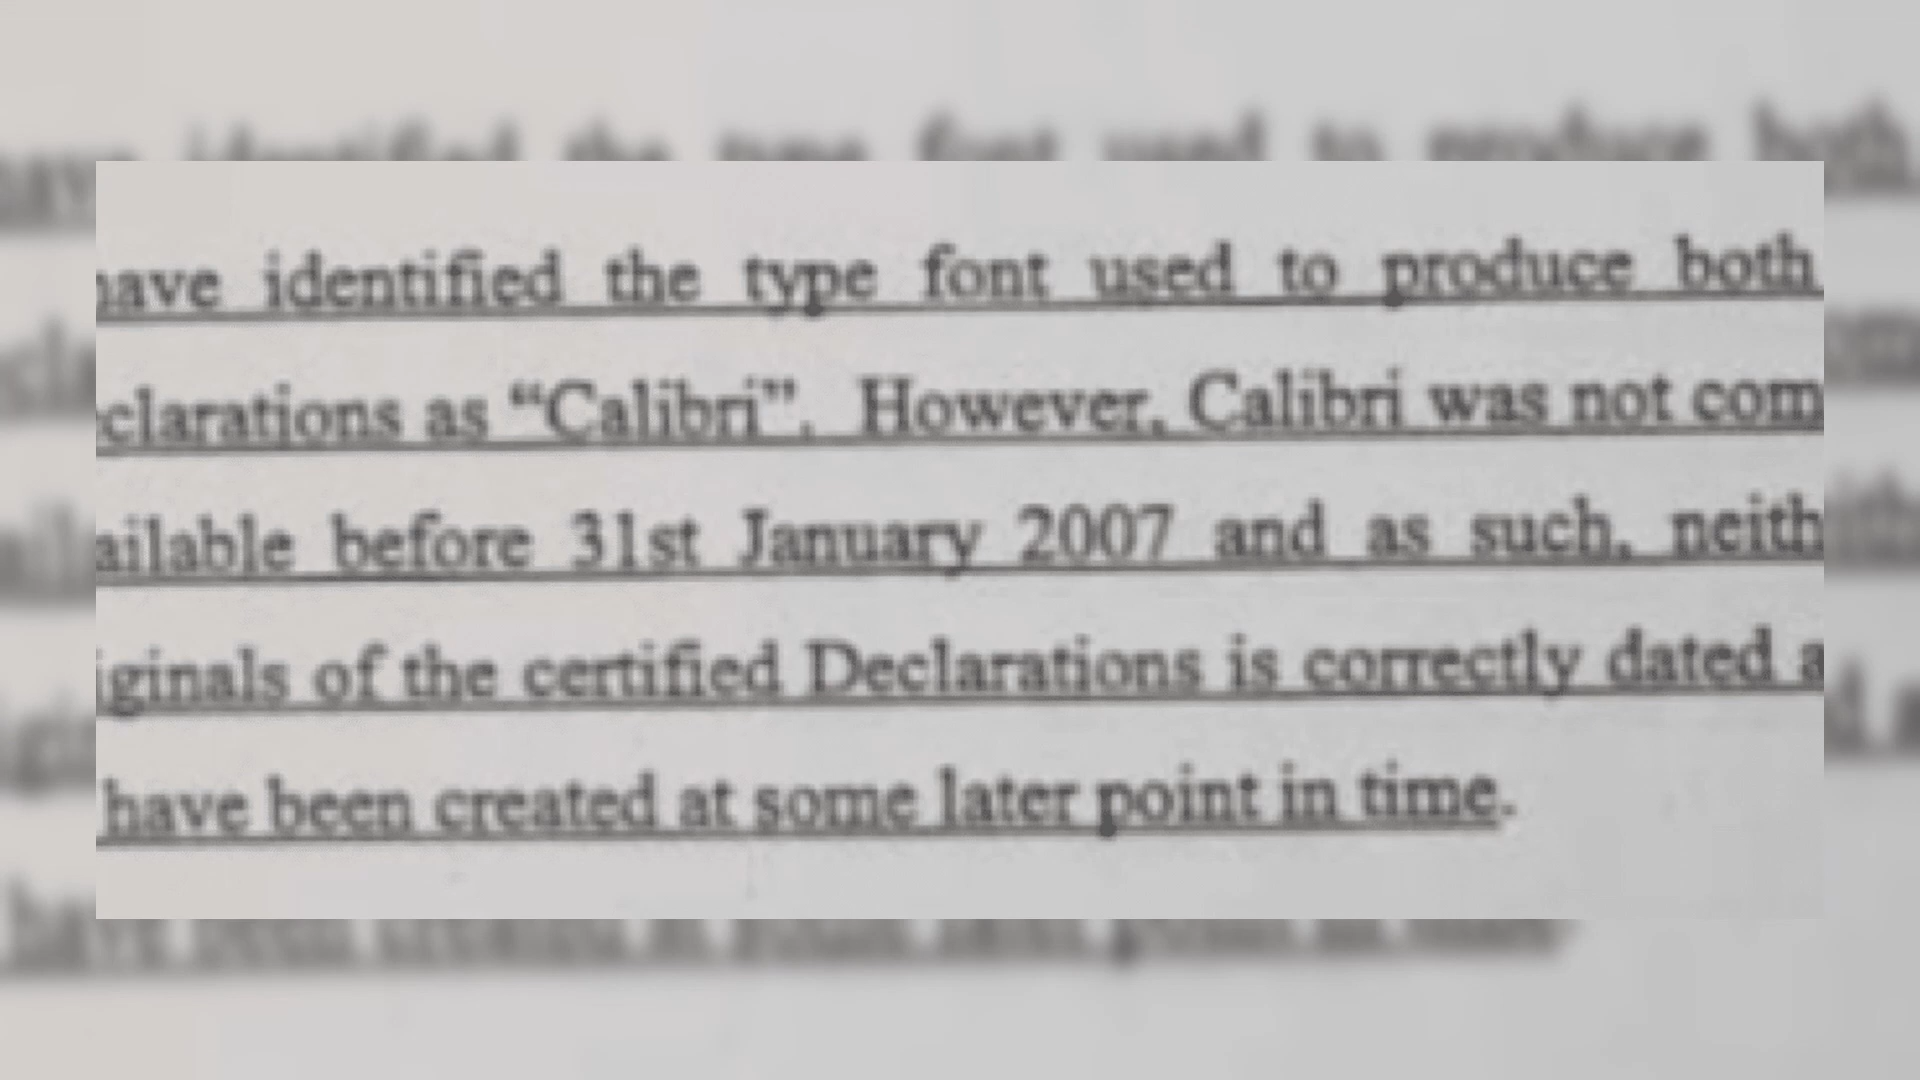 have identified the type font used to produce both
clarations as “Calibri”. However, Calibri was not com
ailable before 31st January 2007 and as such, neith
iginals of the certified Declarations is correctly dated a
have been created at some later point in time.